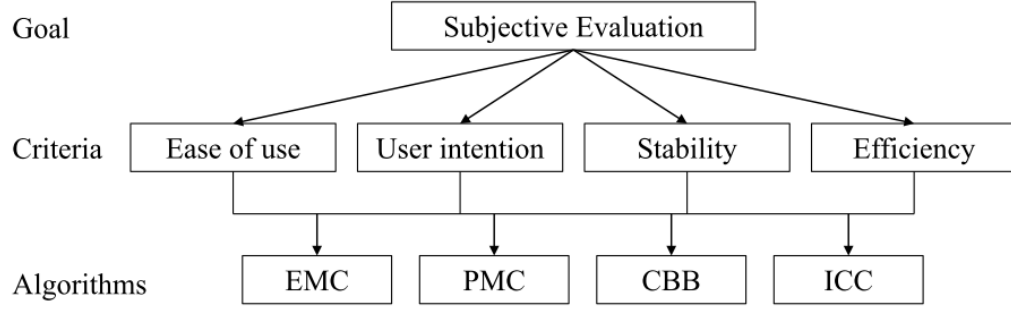 Goal
Subjective Evaluation
Criteria
Ease of use
User intention
Stability
Efficiency
Algorithms
EMC
PMC
CBB
ICC